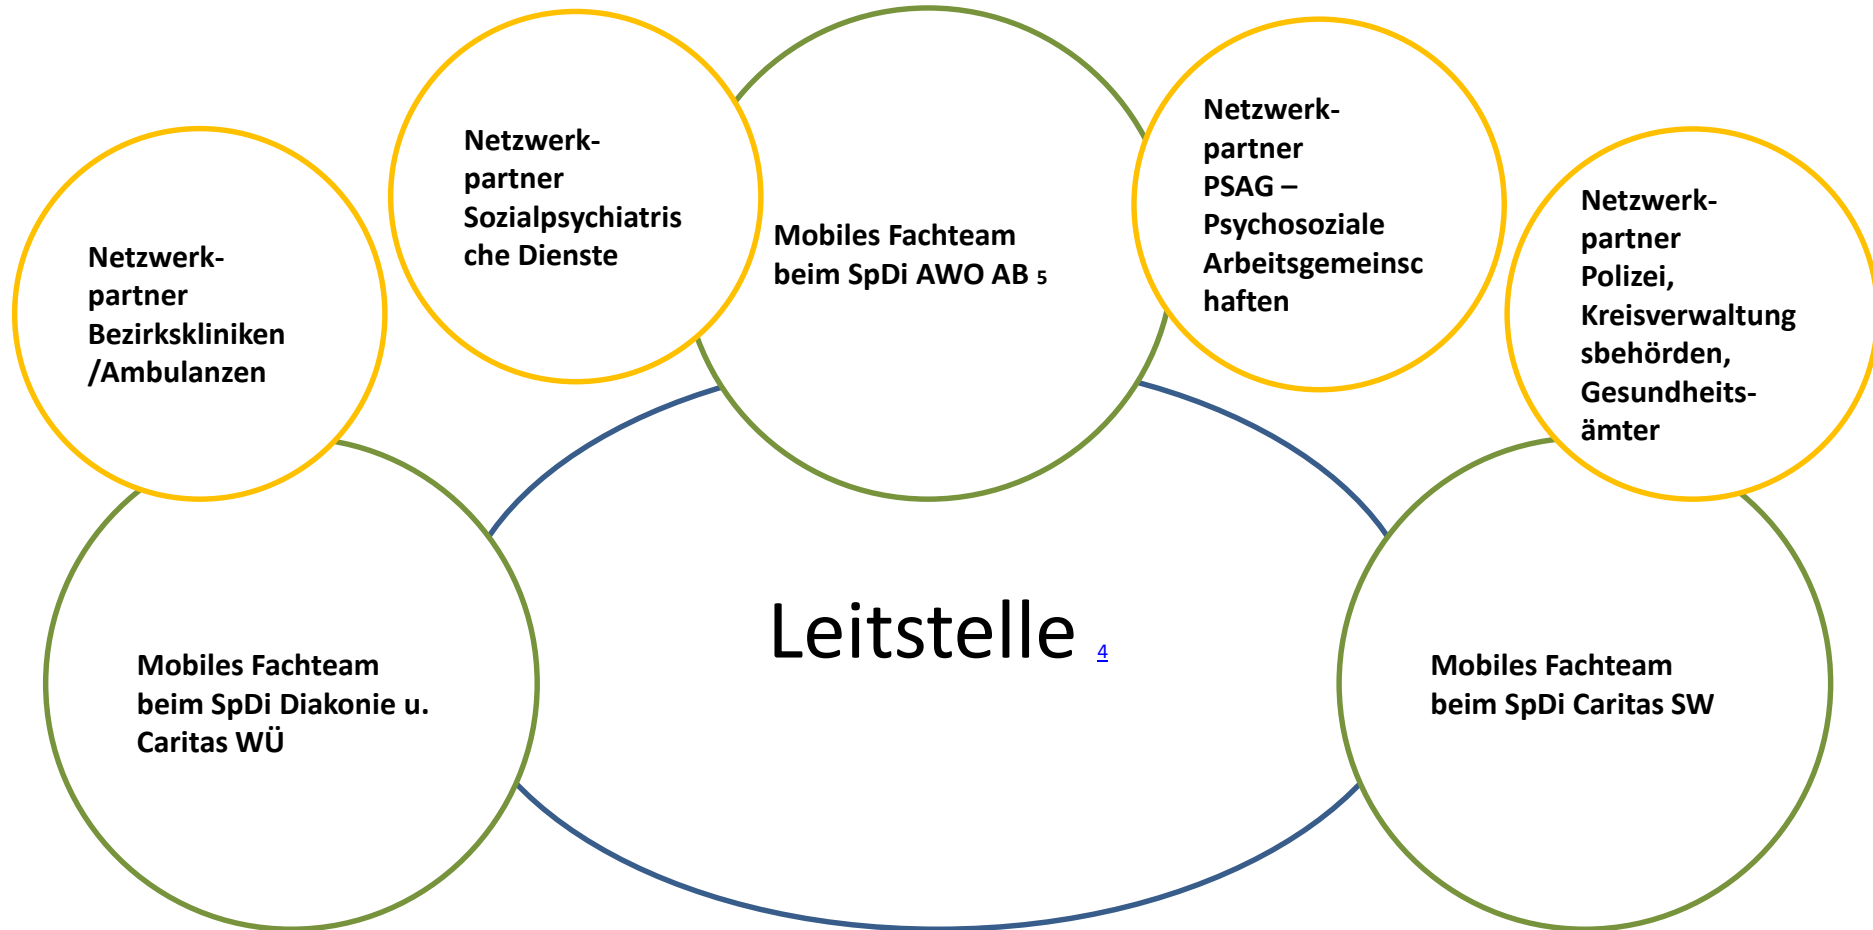 Netzwerk-
partner
Bezirkskliniken
/Ambulanzen
Netzwerk-
partner
Sozialpsychiatris
che Dienste
Mobiles Fachteam
beim SpDi AWO AB 5
Netzwerk-
partner
PSAG –
Psychosoziale
Arbeitsgemeinsc
haften
Netzwerk-
partner
Polizei,
Kreisverwaltung
sbehörden,
Gesundheits-
ämter
Leitstelle 4
Mobiles Fachteam
beim SpDi Diakonie u.
Caritas WÜ
Mobiles Fachteam
beim SpDi Caritas SW